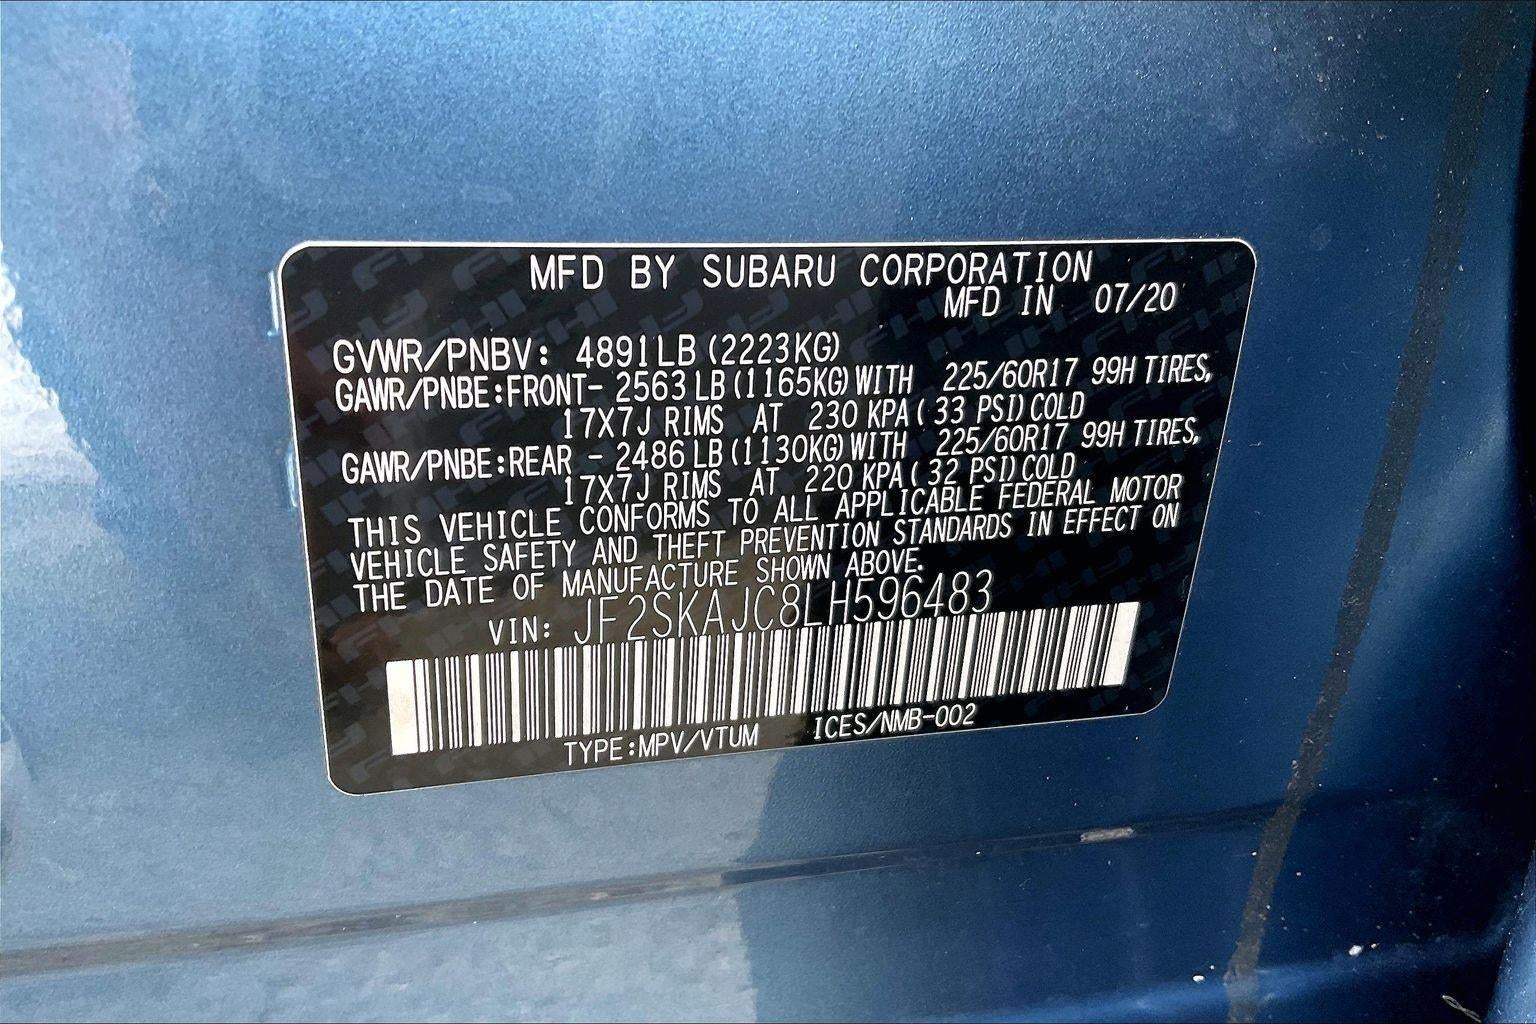 MFD BY SUBARU CORPORATION
MFD IN 07/20
GVWR/PNBV: 4891LB(2223KG)
GAWR/PNBE:FRONT- 2563LB(1165KG)WITH 225/60R17 99H TIRES,
17X7J RIMS AT 230 KPA( 33 PSI)COLD
GAWR/PNBE:REAR - 2486LB(1130KG)WITH 225/60R17 99H TIRES,
17X7J RIMS AT 220 KPA( 32 PSI)COLD
THIS VEHICLE CONFORMS TO ALL APPLICABLE FEDERAL MOTOR
VEHICLE SAFETY AND THEFT PREVENTION STANDARDS IN EFFECT ON
THE DATE OF MANUFACTURE SHOWN ABOVE.
VIN: JF2SKAJC8LH596483
TYPE:MPV/VTUM ICES/NMB-002